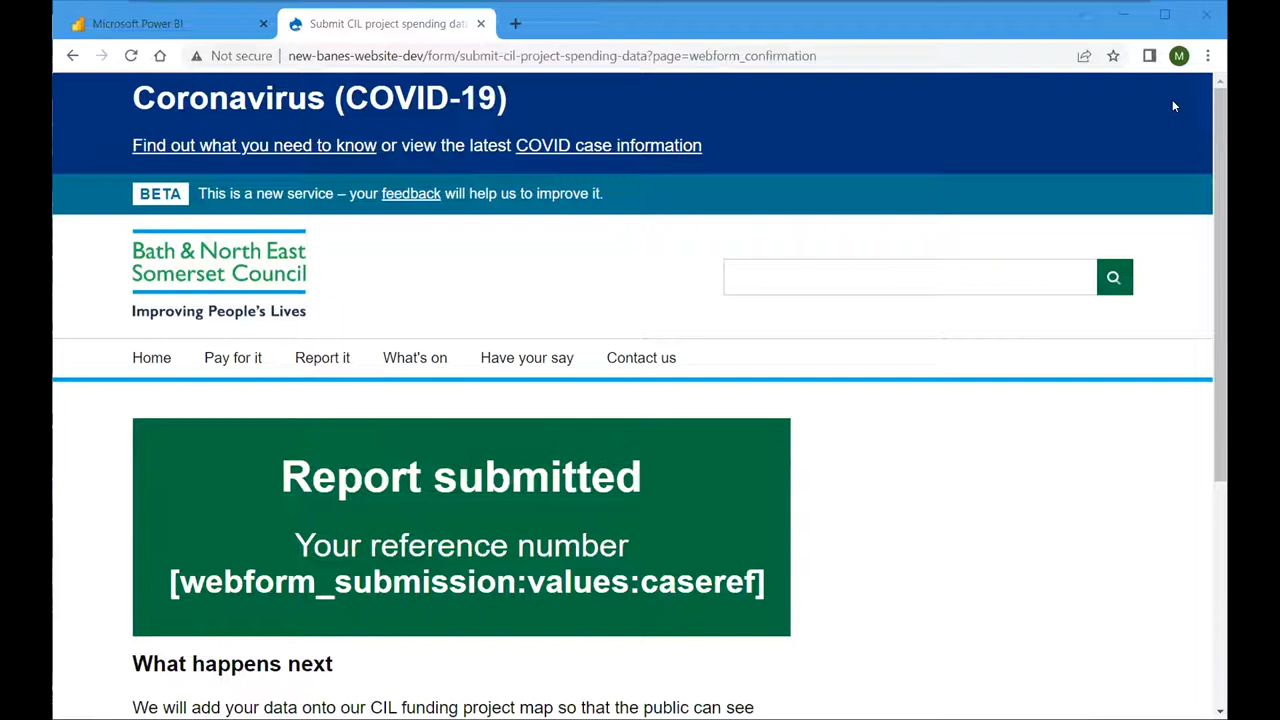 Microsoft Power BI
Submit CIL project spending dat
Not secure
new-banes-website-dev/form/submit-cil-project-spending-data?page=webform_confirmation
M
Coronavirus (COVID-19)
Find out what you need to know or view the latest COVID case information
BETA This is a new service – your feedback will help us to improve it.
Bath & North East
Somerset Council
Improving People's Lives
Home Pay for it Report it What's on Have your say Contact us
Report submitted
Your reference number
[webform_submission:values:caseref]
What happens next
We will add your data onto our CIL funding project map so that the public can see